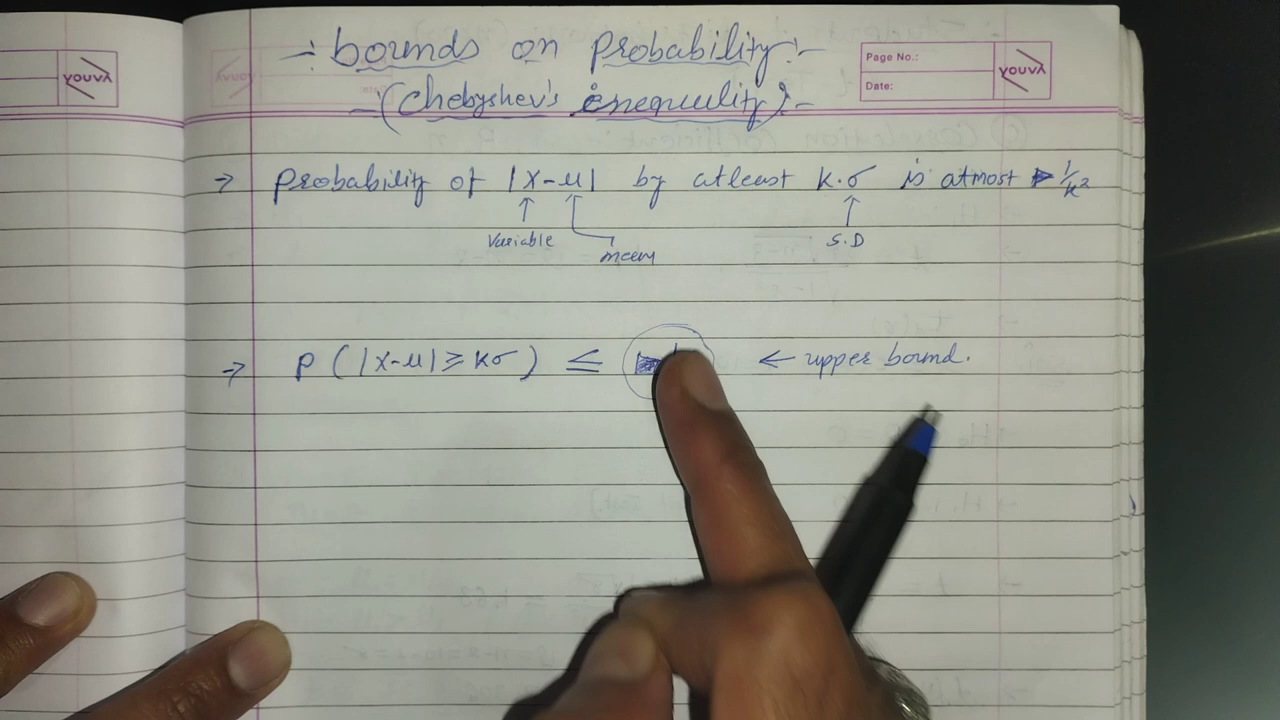 -: bounds on Probability :-
-(Chebyshev's inequality)-
Page No.:
Date:
YOUVA
YOUVA
→ Probability of |X-μ| by atleast K.σ is atmost 1/k²
Variable
mean
S.D
→ P ( |X-μ| ≥ Kσ ) ≤ ← upper bound.